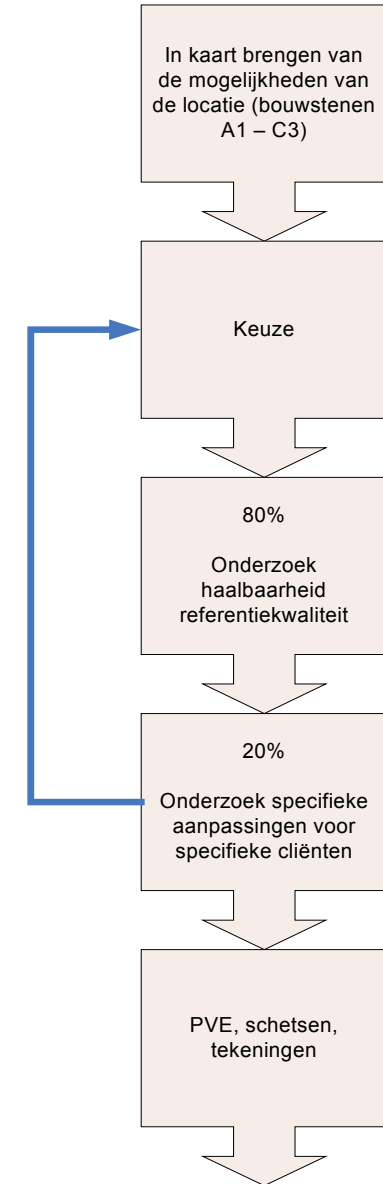 In kaart brengen van
de mogelijkheden van
de locatie (bouwstenen
A1 – C3)
Keuze
80%
Onderzoek
haalbaarheid
referentiekwaliteit
20%
Onderzoek specifieke
aanpassingen voor
specifieke cliënten
PVE, schetsen,
tekeningen